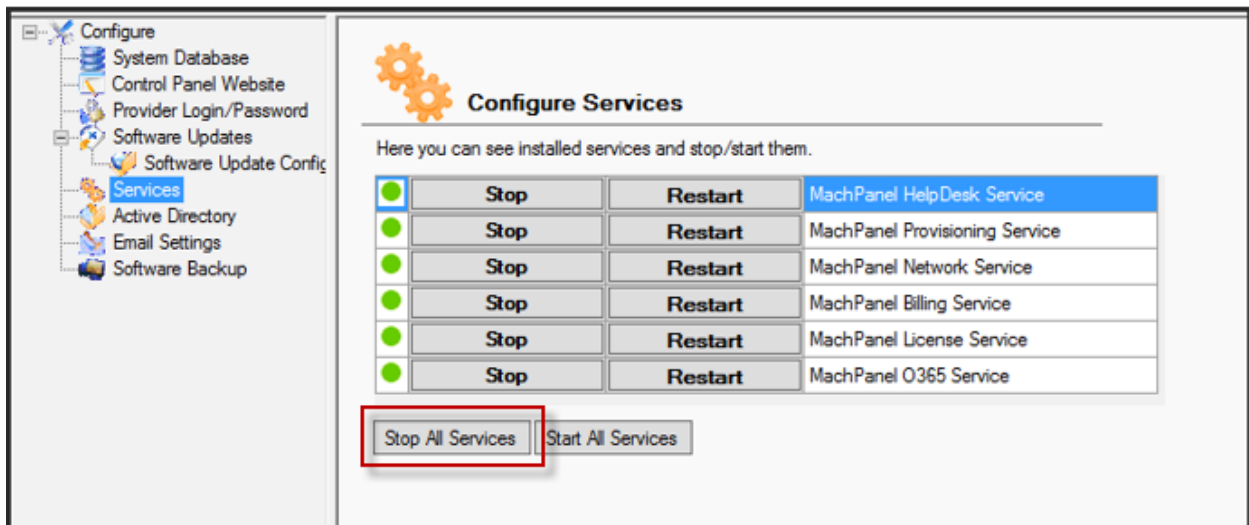 Configure
System Database
Control Panel Website
Provider Login/Password
Software Updates
Software Update Config
Services
Active Directory
Email Settings
Software Backup
Configure Services
Here you can see installed services and stop/start them.
Stop Restart MachPanel HelpDesk Service
Stop Restart MachPanel Provisioning Service
Stop Restart MachPanel Network Service
Stop Restart MachPanel Billing Service
Stop Restart MachPanel License Service
Stop Restart MachPanel O365 Service
Stop All Services Start All Services